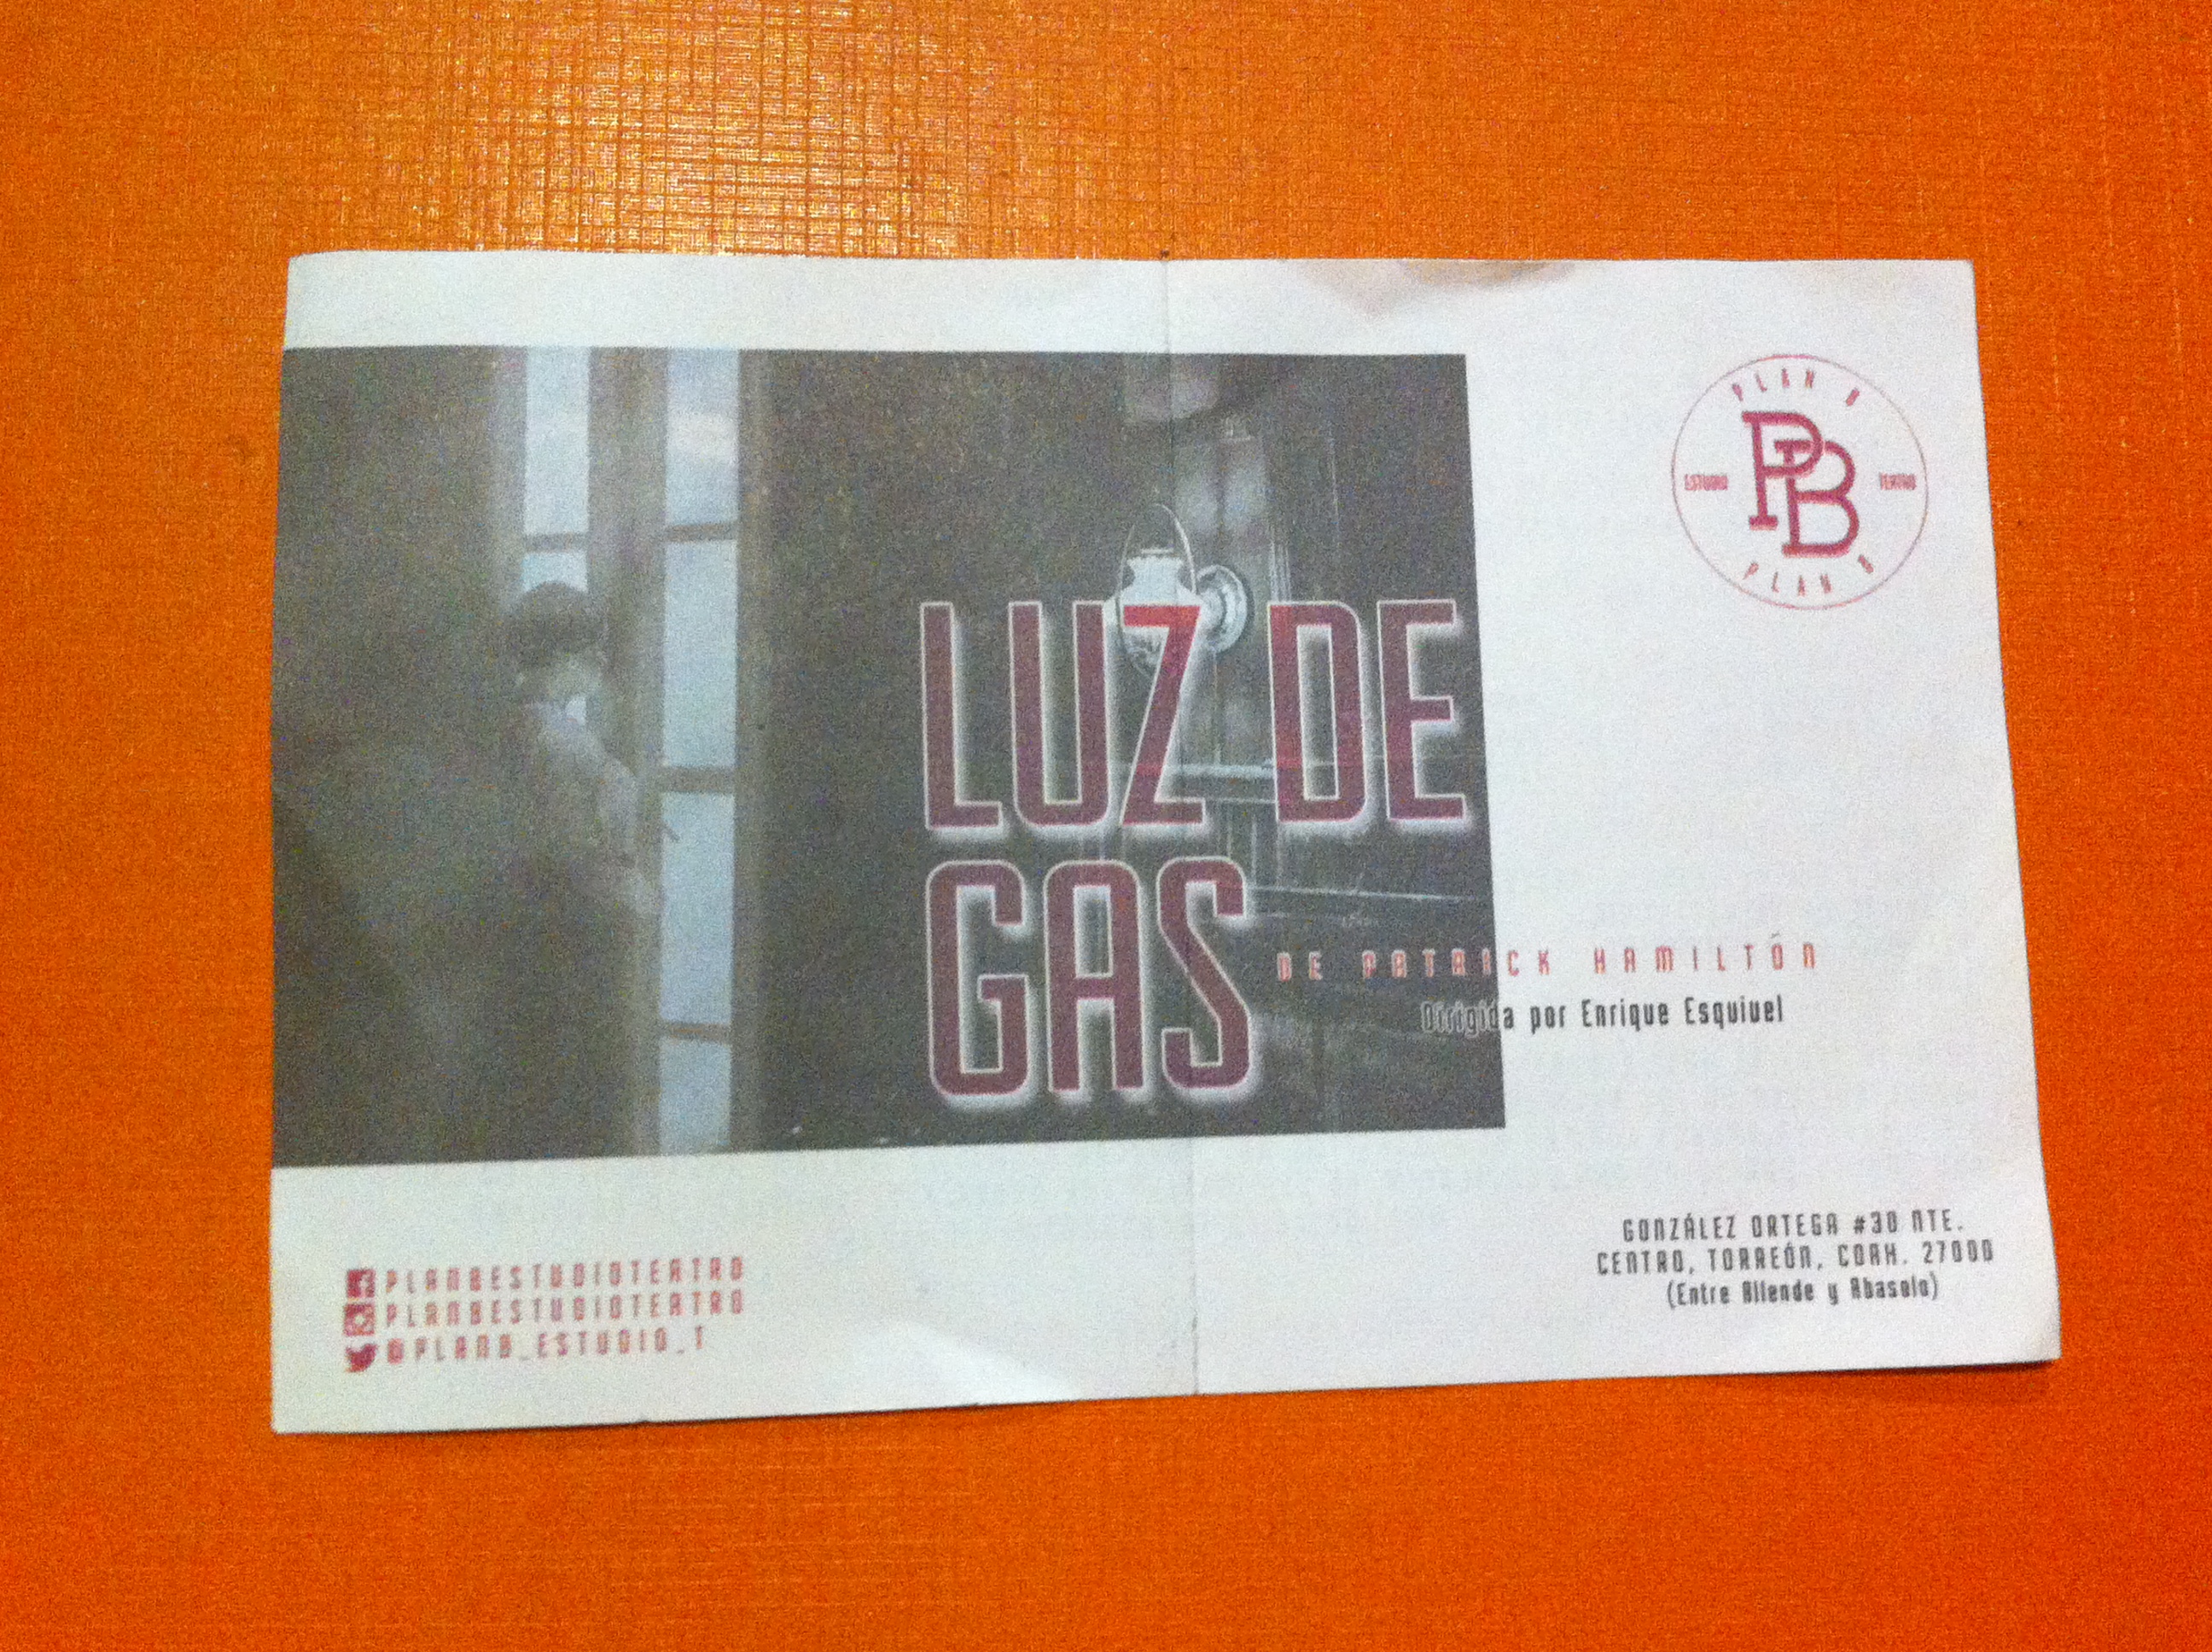 PLAN B
ESTUDIO PB TEATRO
PLAN B
LUZ DE
GAS
DE PATRICK HAMILTÓN
Dirigida por Enrique Esquivel
PLANBESTUDIOTEATRO
PLANBESTUDIOTEATRO
@PLANB_ESTUDIO_T
GONZÁLEZ ORTEGA #30 NTE.
CENTRO, TORREÓN, COAH. 27000
(Entre Allende y Abasolo)